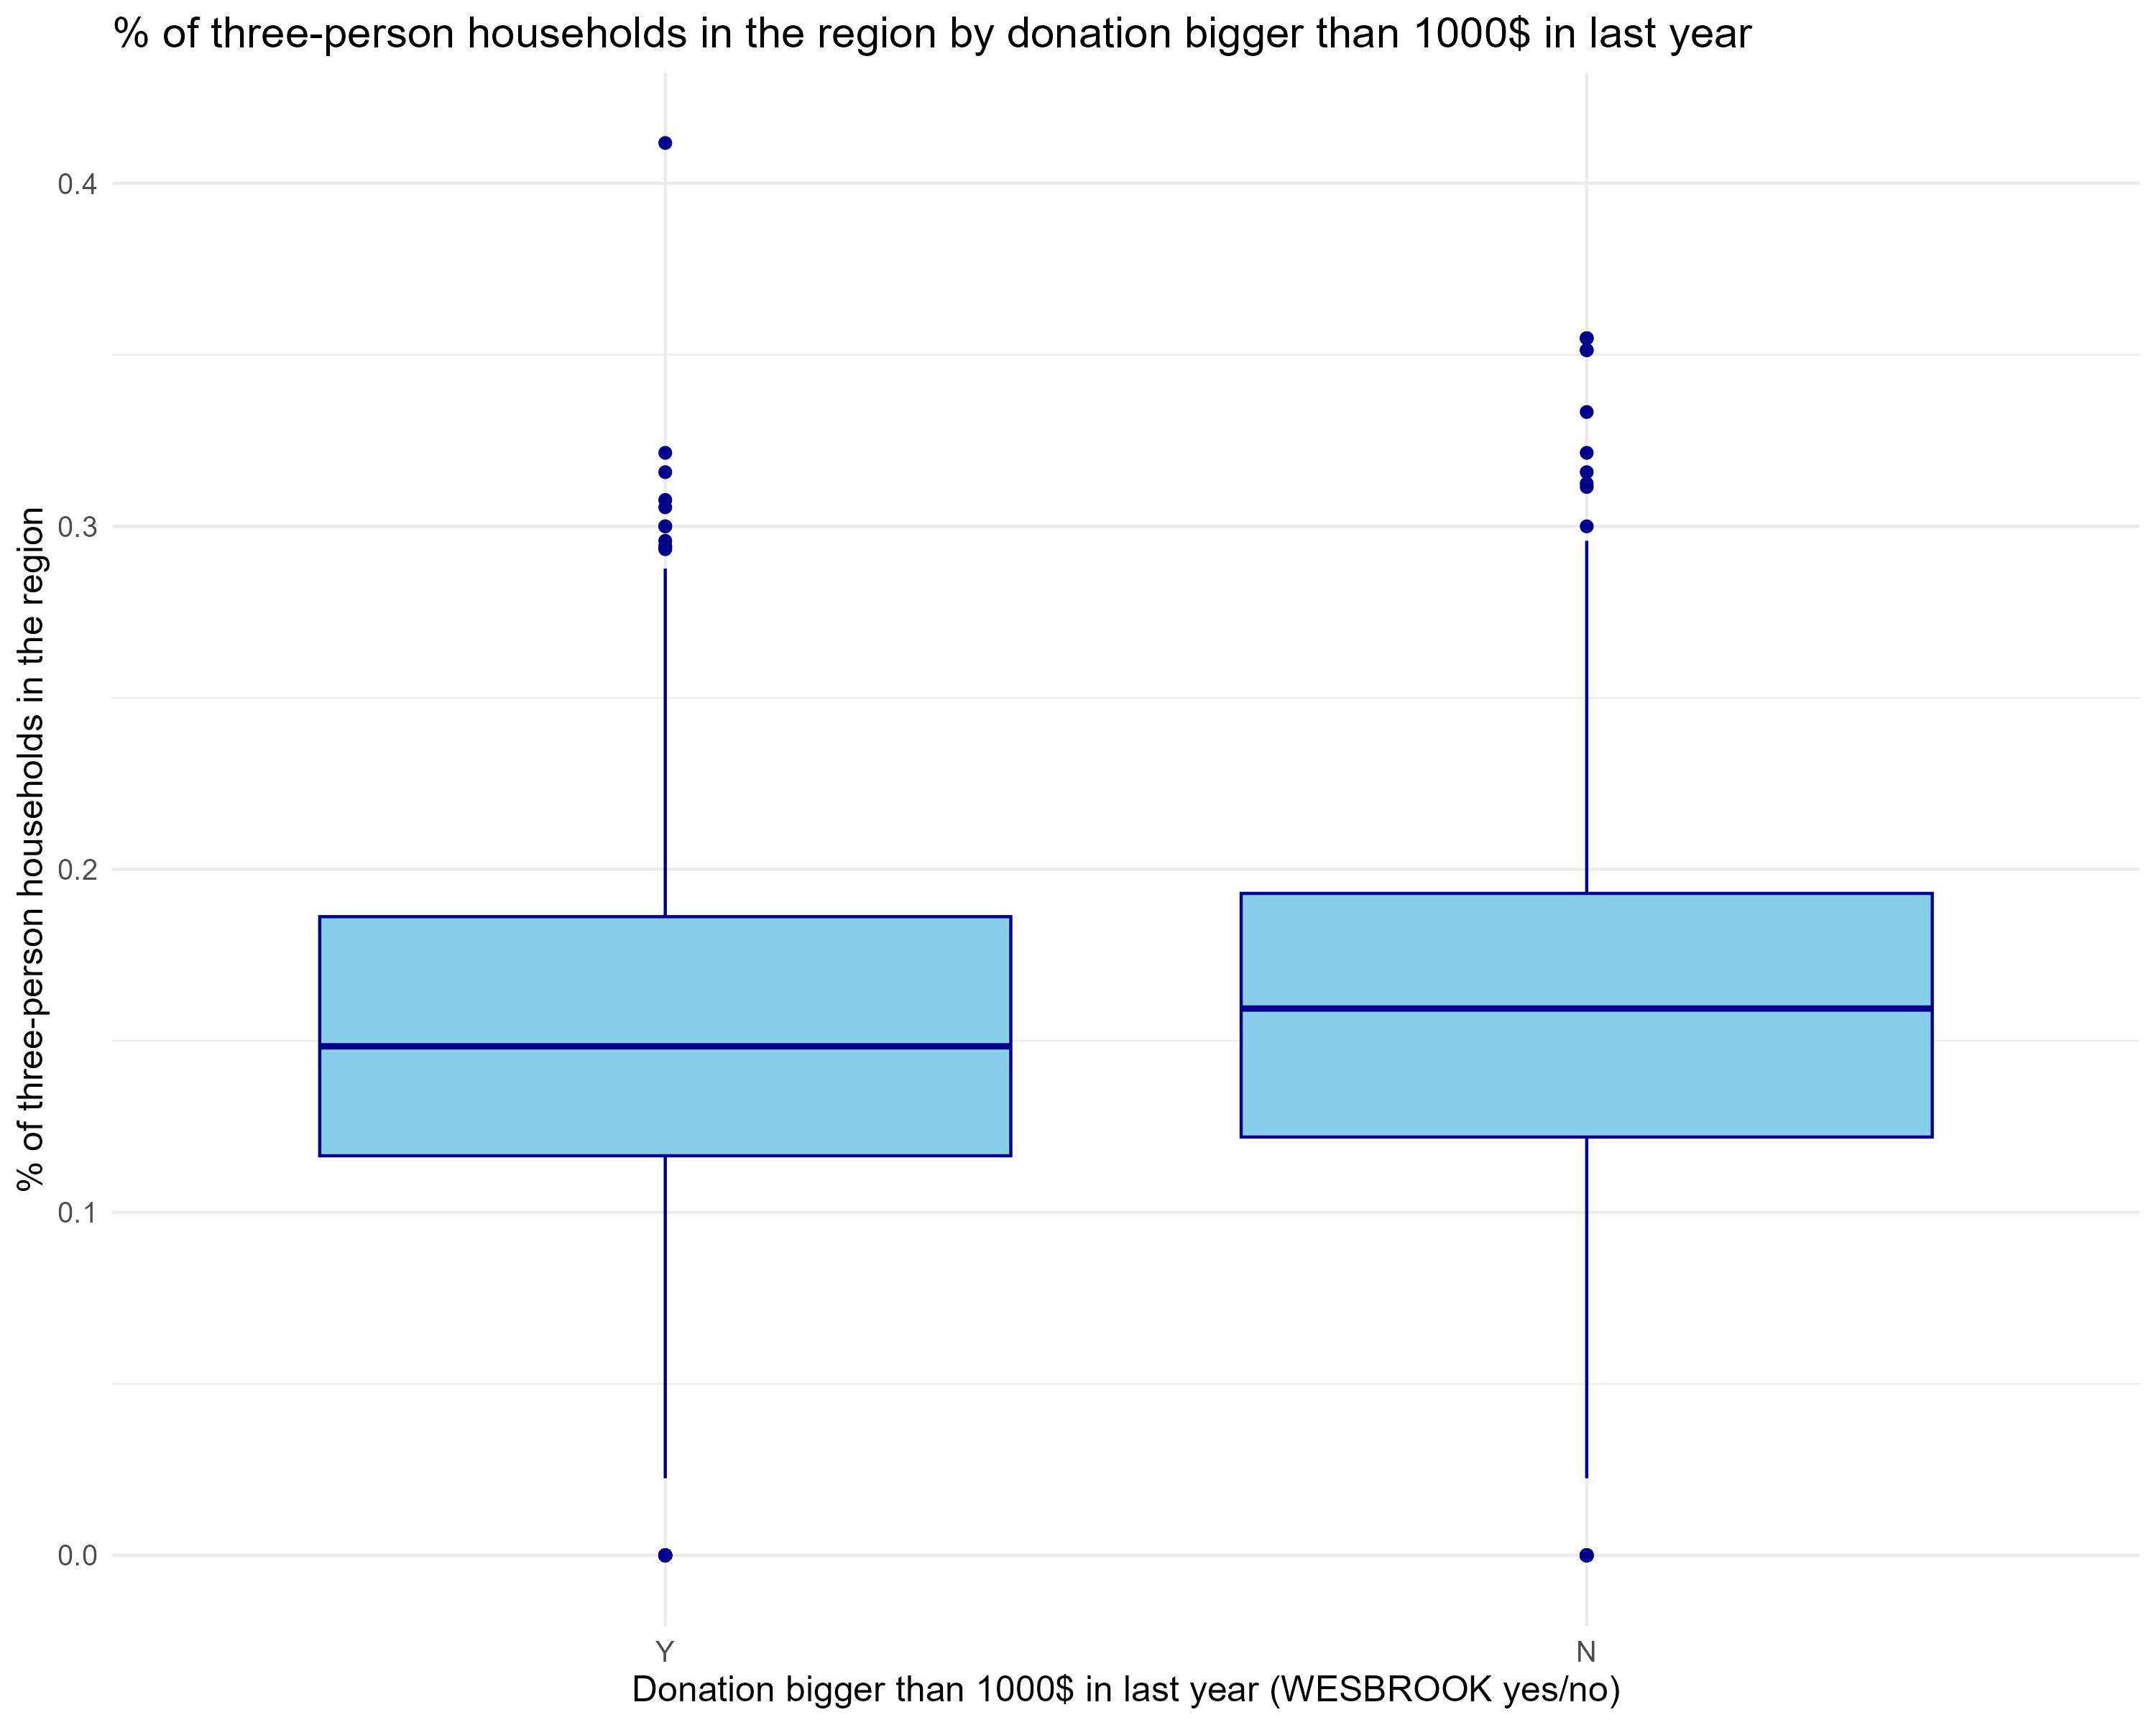 % of three-person households in the region by donation bigger than 1000$ in last year
% of three-person households in the region
0.4
0.3
0.2
0.1
0.0
Y
N
Donation bigger than 1000$ in last year (WESBROOK yes/no)